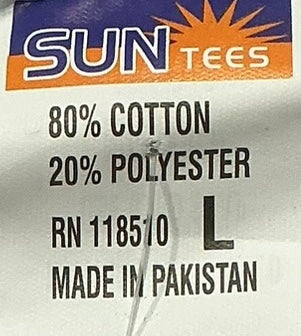 SUN TEES
80% COTTON
20% POLYESTER
RN 118510 L
MADE IN PAKISTAN